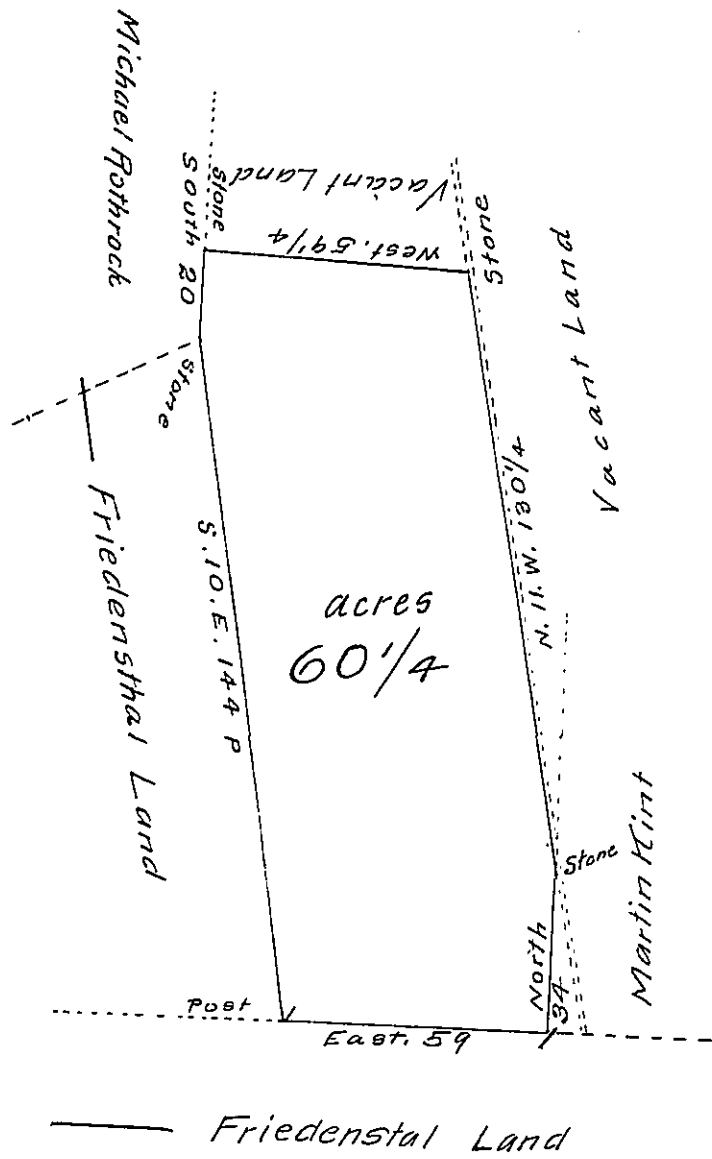 Michael Rothrock
South 20
Stone
Vacant Land
West. 59 1/4
Stone
Vacant Land
Stone
Friedensthal Land
S. 10. E. 144 P
acres
60 1/4
N. 11. W. 130 1/4
Stone
Martin Kint
North
34
Post
East. 59
Friedenstal Land